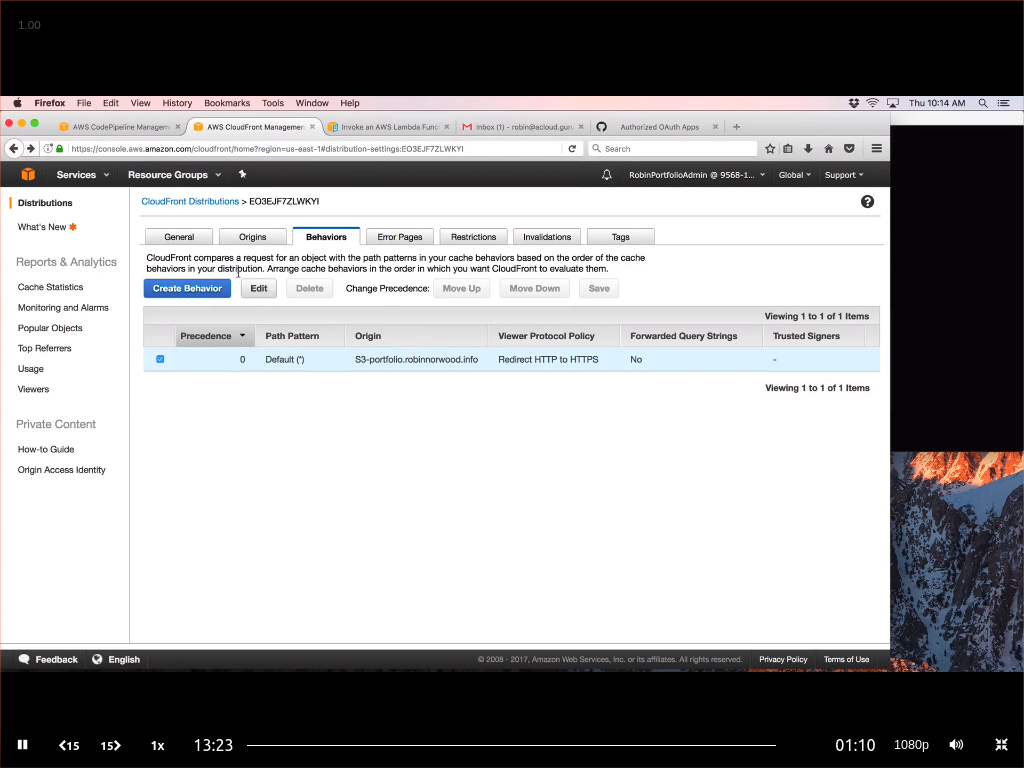 1.00
Firefox File Edit View History Bookmarks Tools Window Help Thu 10:14 AM
AWS CodePipeline Managem AWS CloudFront Managemen Invoke an AWS Lambda Func Inbox (1) - robin@acloud.guru Authorized OAuth Apps
https://console.aws.amazon.com/cloudfront/home?region=us-east-1#distribution-settings:EO3EJF7ZLWKYI Search
Services Resource Groups RobinPortfolioAdmin @ 9568-1... Global Support
Distributions
What's New
Reports & Analytics
Cache Statistics
Monitoring and Alarms
Popular Objects
Top Referrers
Usage
Viewers
Private Content
How-to Guide
Origin Access Identity
CloudFront Distributions > EO3EJF7ZLWKYI
General Origins Behaviors Error Pages Restrictions Invalidations Tags
CloudFront compares a request for an object with the path patterns in your cache behaviors based on the order of the cache
behaviors in your distribution. Arrange cache behaviors in the order in which you want CloudFront to evaluate them.
Create Behavior Edit Delete Change Precedence: Move Up Move Down Save
Viewing 1 to 1 of 1 Items
Precedence Path Pattern Origin Viewer Protocol Policy Forwarded Query Strings Trusted Signers
0 Default (*) S3-portfolio.robinnorwood.info Redirect HTTP to HTTPS No -
Viewing 1 to 1 of 1 Items
Feedback English © 2008 - 2017, Amazon Web Services, Inc. or its affiliates. All rights reserved. Privacy Policy Terms of Use
15 15 1x 13:23 01:10 1080p